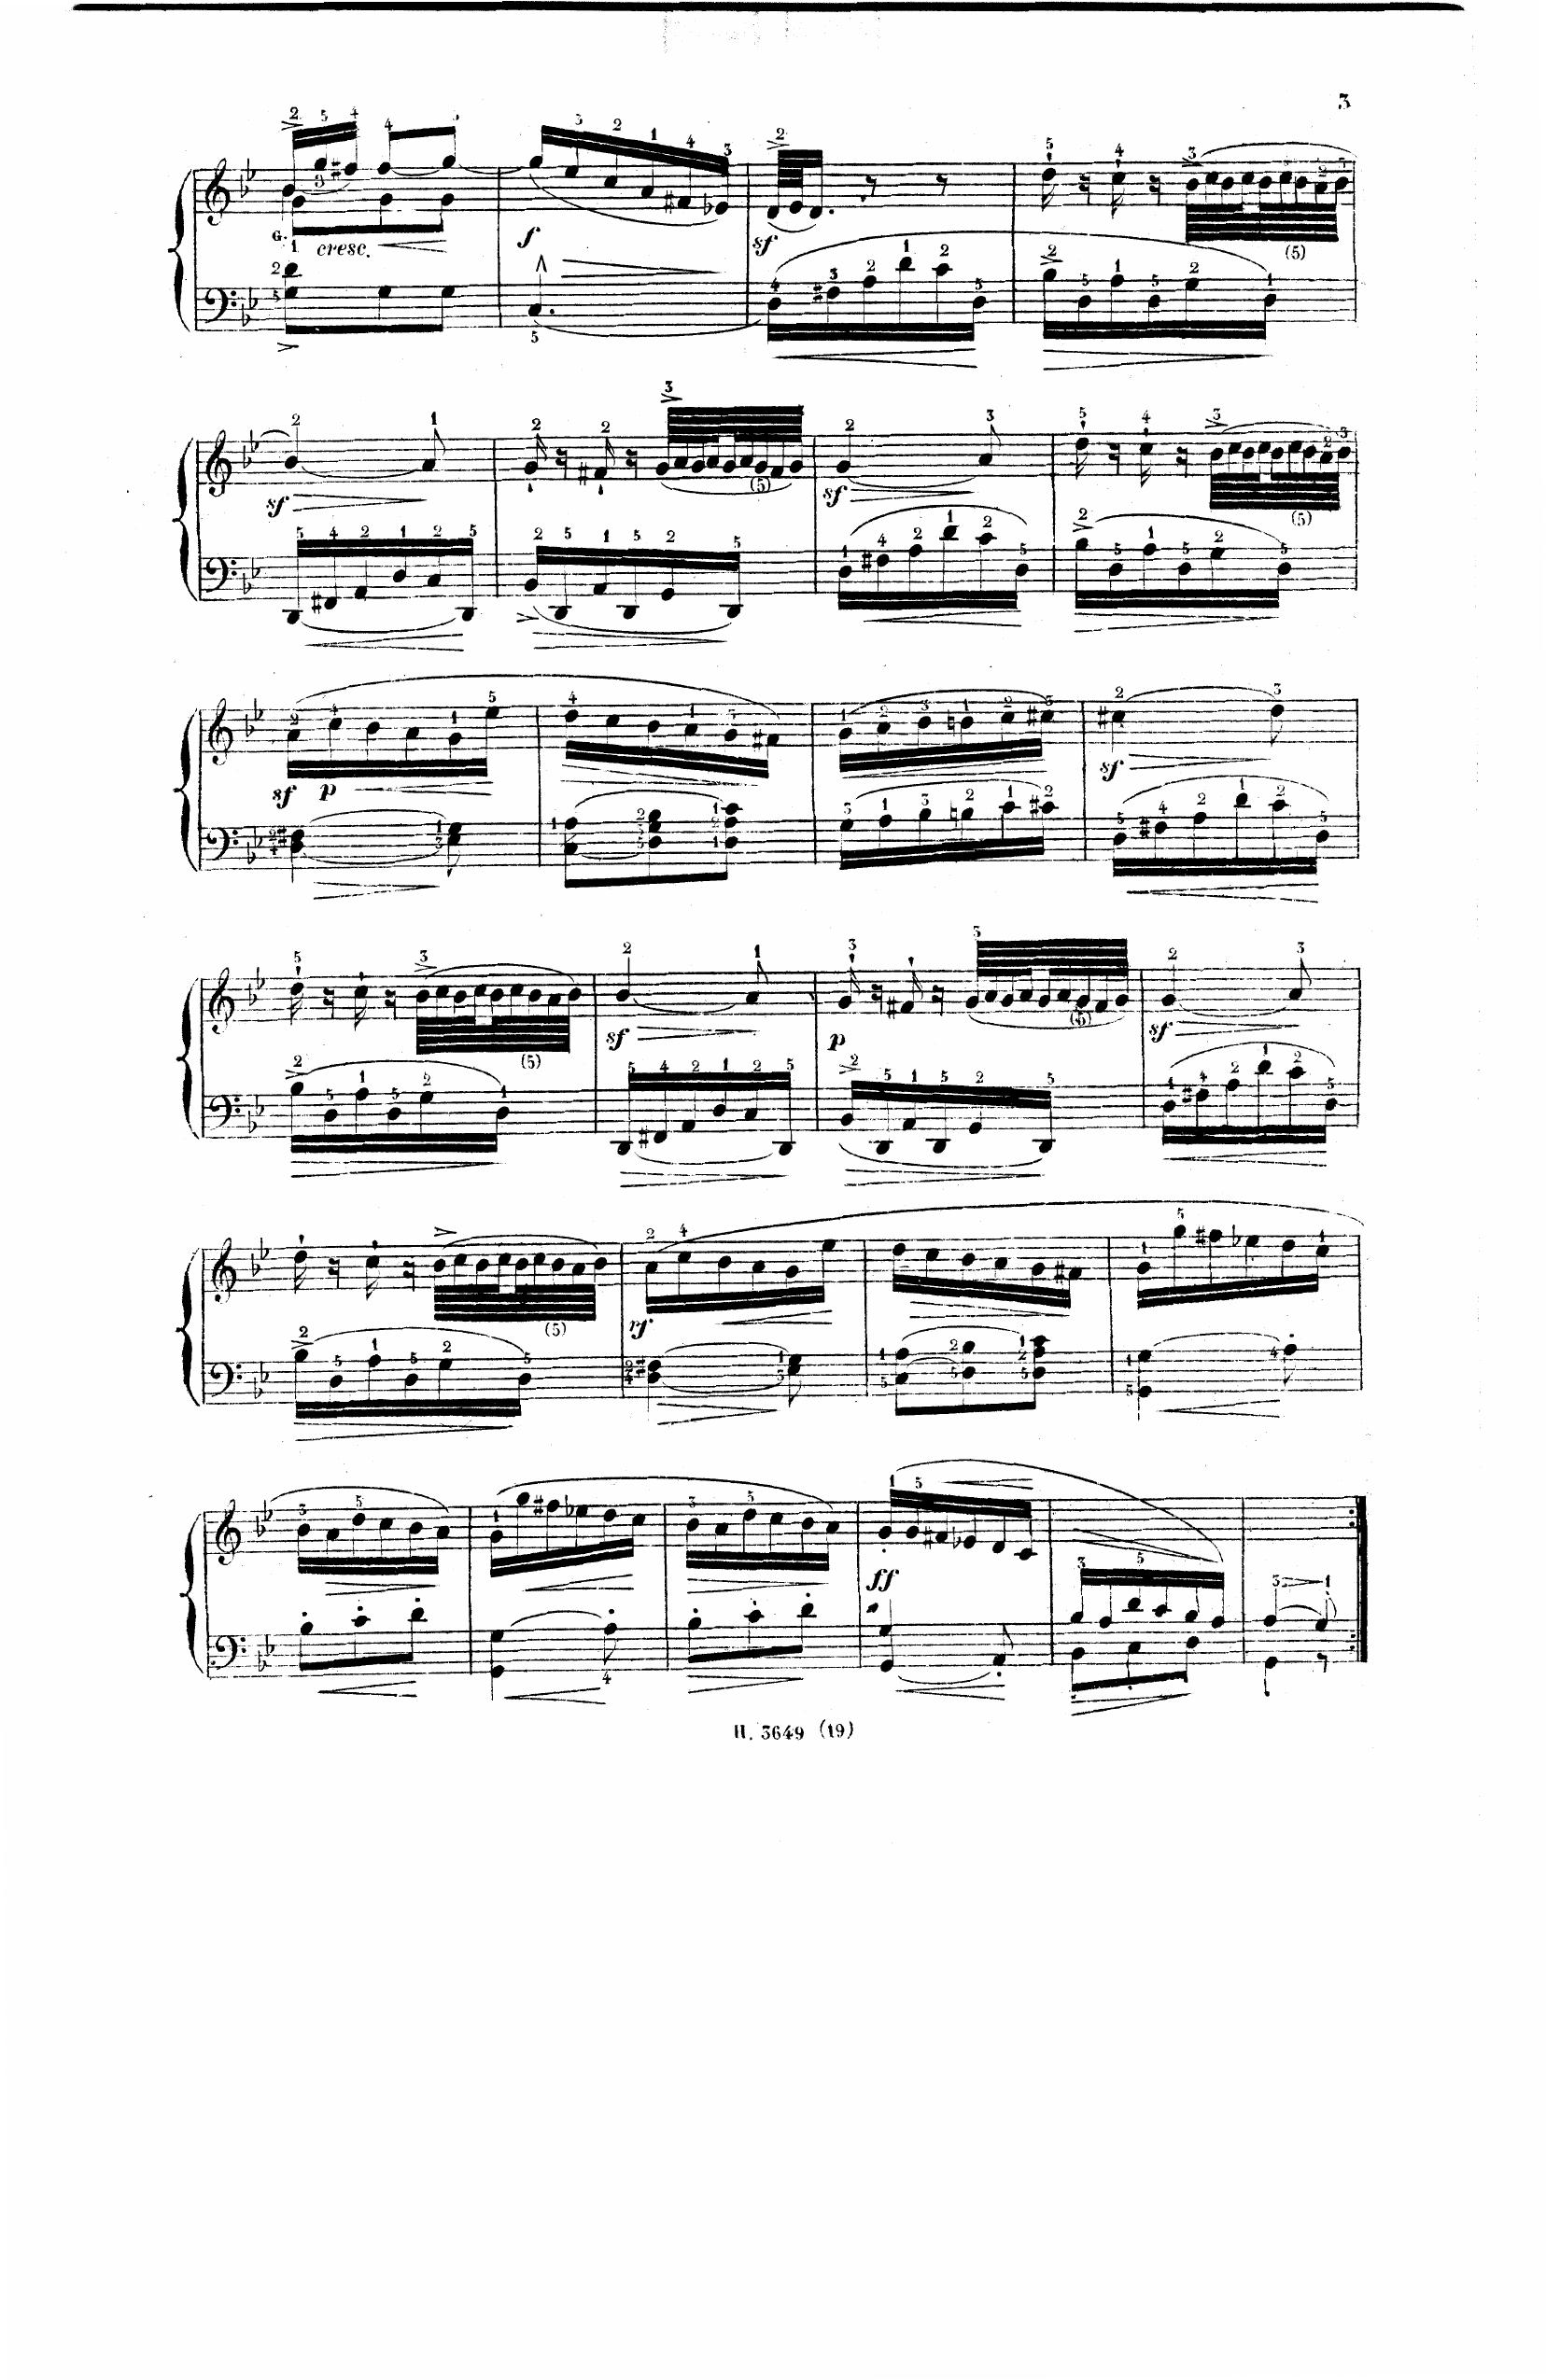 3
G.
cresc.
f
sf
(5)
sf
(5)
sf
(5)
sf
p
sf
(5)
sf
p
(5)
sf
(5)
rf
ff
H. 3649 (19)